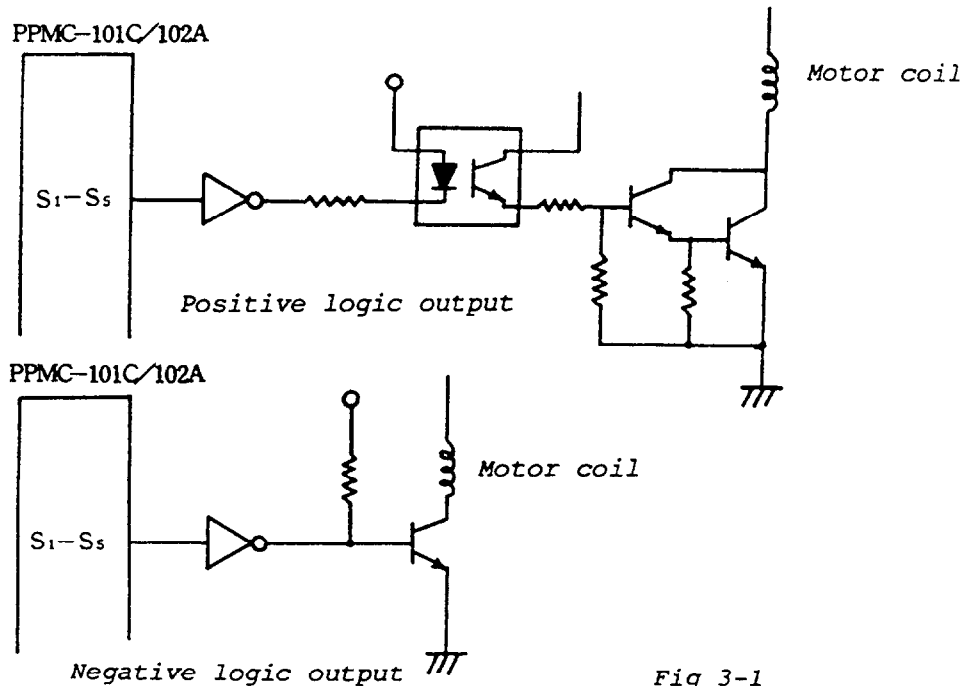 PPMC-101C/102A
Motor coil
S1-S5
Positive logic output
PPMC-101C/102A
Motor coil
S1-S5
Negative logic output
Fig 3-1